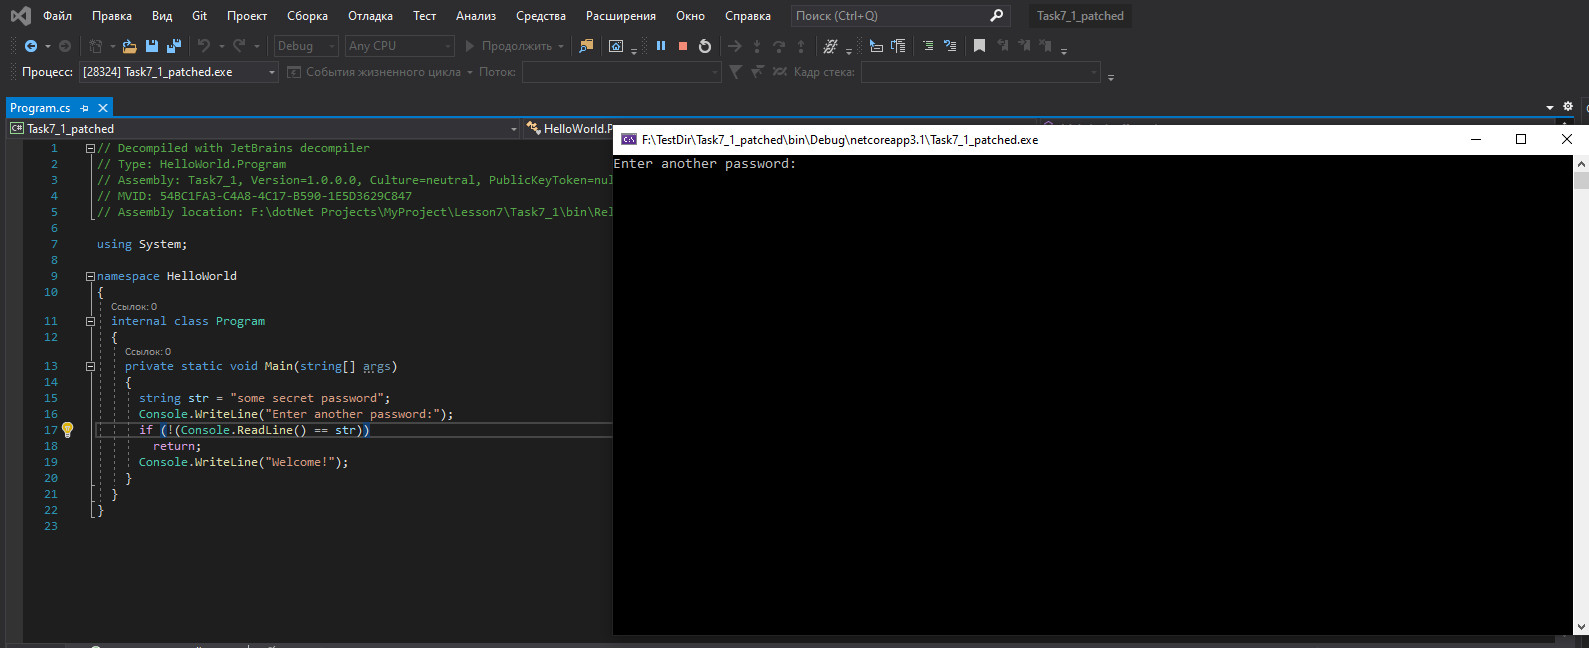 Файл Правка Вид Git Проект Сборка Отладка Тест Анализ Средства Расширения Окно Справка Поиск (Ctrl+Q) Task7_1_patched
Debug Any CPU Продолжить
Процесс: [28324] Task7_1_patched.exe События жизненного цикла Поток: Кадр стека:
Program.cs
C# Task7_1_patched HelloWorld.P
1 // Decompiled with JetBrains decompiler
2 // Type: HelloWorld.Program
3 // Assembly: Task7_1, Version=1.0.0.0, Culture=neutral, PublicKeyToken=nul
4 // MVID: 54BC1FA3-C4A8-4C17-B590-1E5D3629C847
5 // Assembly location: F:\dotNet Projects\MyProject\Lesson7\Task7_1\bin\Rel
6
7 using System;
8
9 namespace HelloWorld
10 {
Ссылок: 0
11 internal class Program
12 {
Ссылок: 0
13 private static void Main(string[] args)
14 {
15 string str = "some secret password";
16 Console.WriteLine("Enter another password:");
17 if (!(Console.ReadLine() == str))
18 return;
19 Console.WriteLine("Welcome!");
20 }
21 }
22 }
23
F:\TestDir\Task7_1_patched\bin\Debug\netcoreapp3.1\Task7_1_patched.exe
Enter another password: